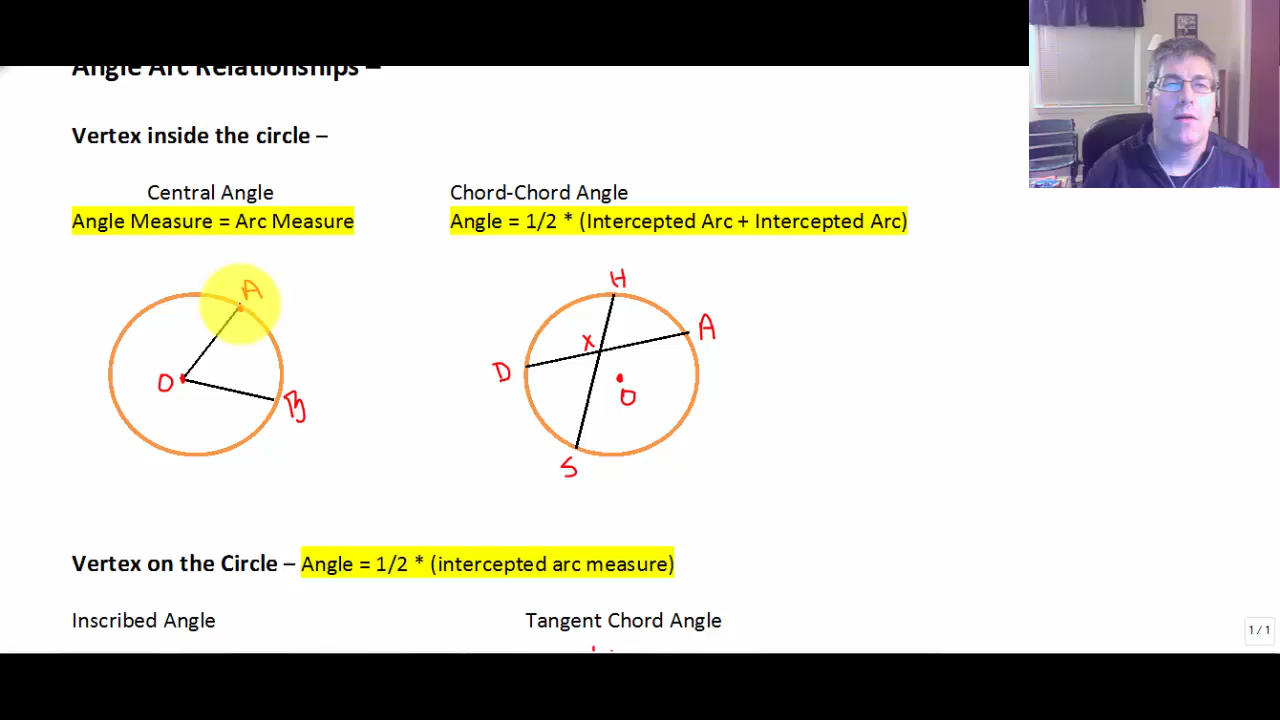 Angle Arc Relationships –
Vertex inside the circle –
Central Angle
Angle Measure = Arc Measure
Chord-Chord Angle
Angle = 1/2 * (Intercepted Arc + Intercepted Arc)
A
O
B
H
A
X
D
O
S
Vertex on the Circle – Angle = 1/2 * (intercepted arc measure)
Inscribed Angle
Tangent Chord Angle
1 / 1